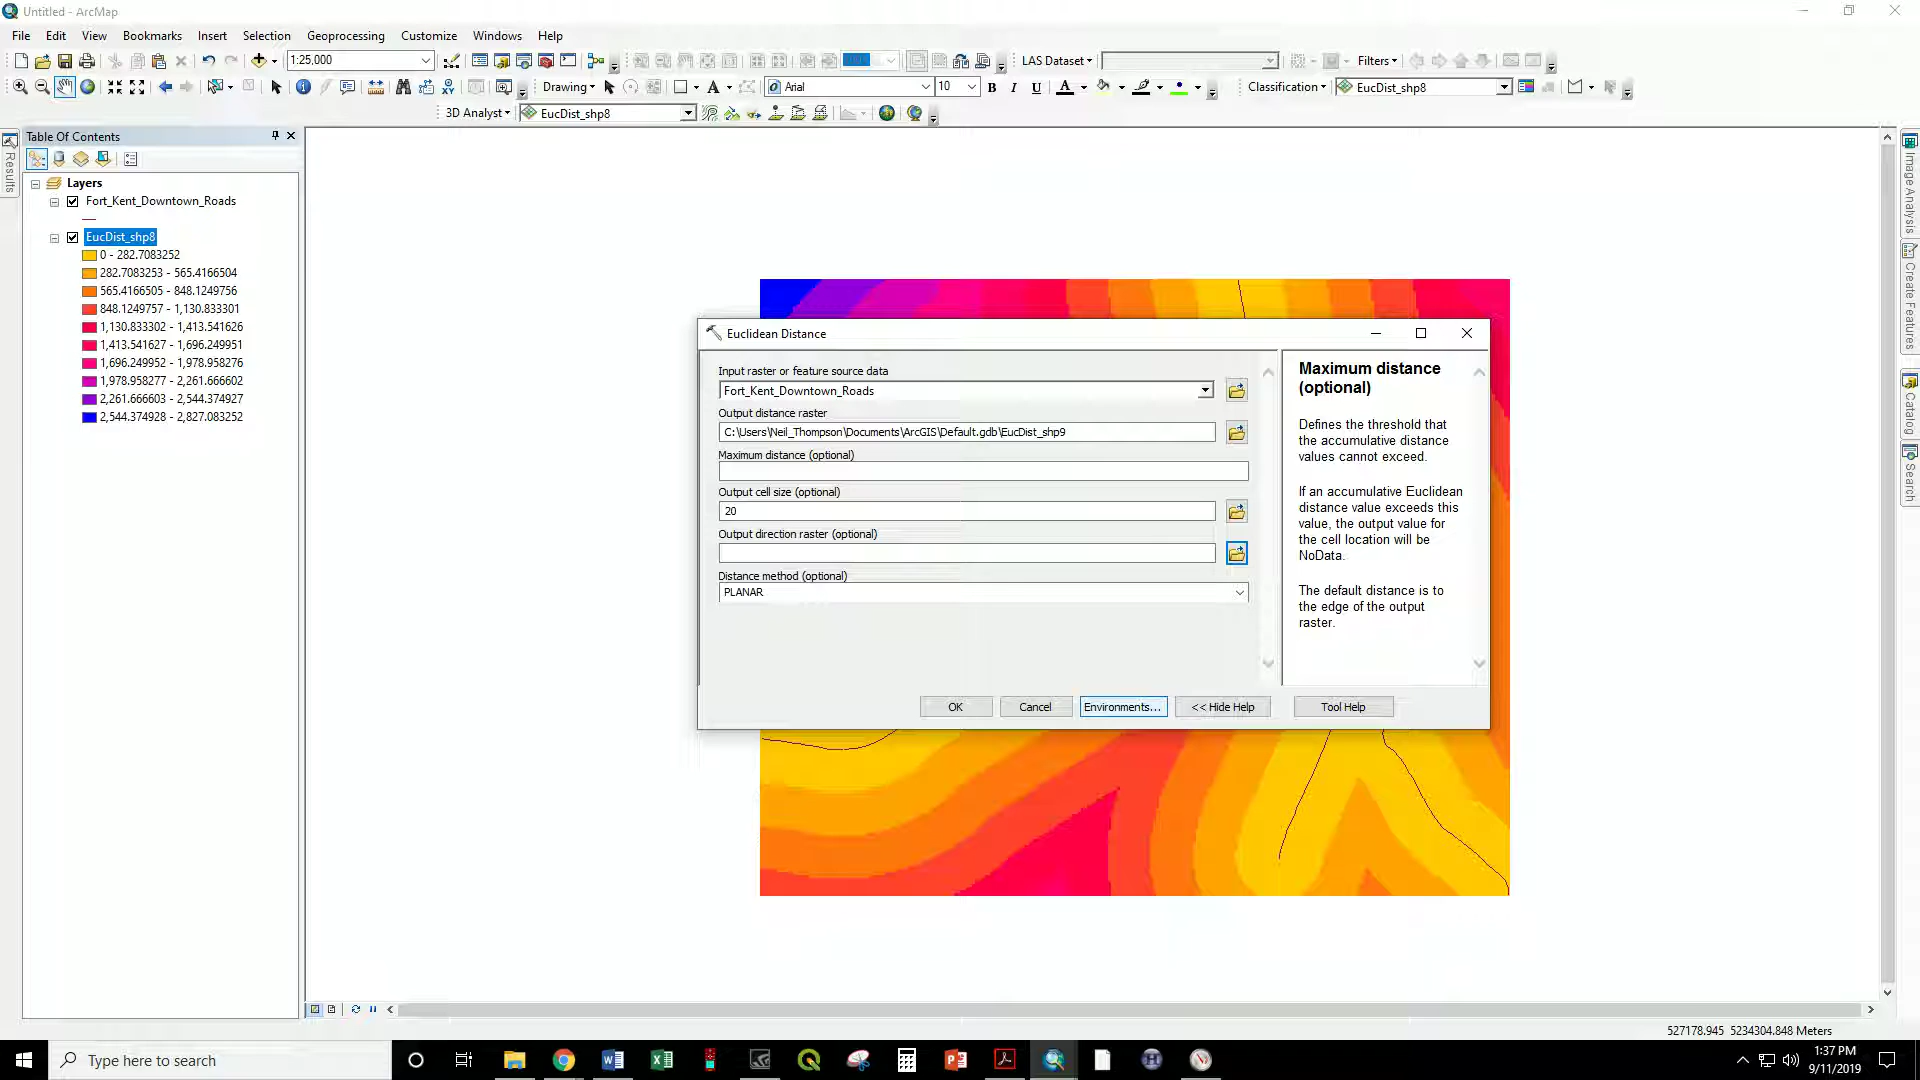 Untitled - ArcMap
File Edit View Bookmarks Insert Selection Geoprocessing Customize Windows Help
1:25,000
LAS Dataset
Filters
Drawing
A
Arial
10
B I U A
Classification
EucDist_shp8
3D Analyst
EucDist_shp8
Results
Table Of Contents
Layers
Fort_Kent_Downtown_Roads
EucDist_shp8
0 - 282.7083252
282.7083253 - 565.4166504
565.4166505 - 848.1249756
848.1249757 - 1,130.833301
1,130.833302 - 1,413.541626
1,413.541627 - 1,696.249951
1,696.249952 - 1,978.958276
1,978.958277 - 2,261.666602
2,261.666603 - 2,544.374927
2,544.374928 - 2,827.083252
Euclidean Distance
Input raster or feature source data
Fort_Kent_Downtown_Roads
Output distance raster
C:\Users\Neil_Thompson\Documents\ArcGIS\Default.gdb\EucDist_shp9
Maximum distance (optional)
Output cell size (optional)
20
Output direction raster (optional)
Distance method (optional)
PLANAR
OK
Cancel
Environments...
<< Hide Help
Tool Help
Maximum distance
(optional)
Defines the threshold that
the accumulative distance
values cannot exceed.
If an accumulative Euclidean
distance value exceeds this
value, the output value for
the cell location will be
NoData.
The default distance is to
the edge of the output
raster.
Image Analysis
Create Features
Catalog
Search
527178.945 5234304.848 Meters
Type here to search
1:37 PM
9/11/2019